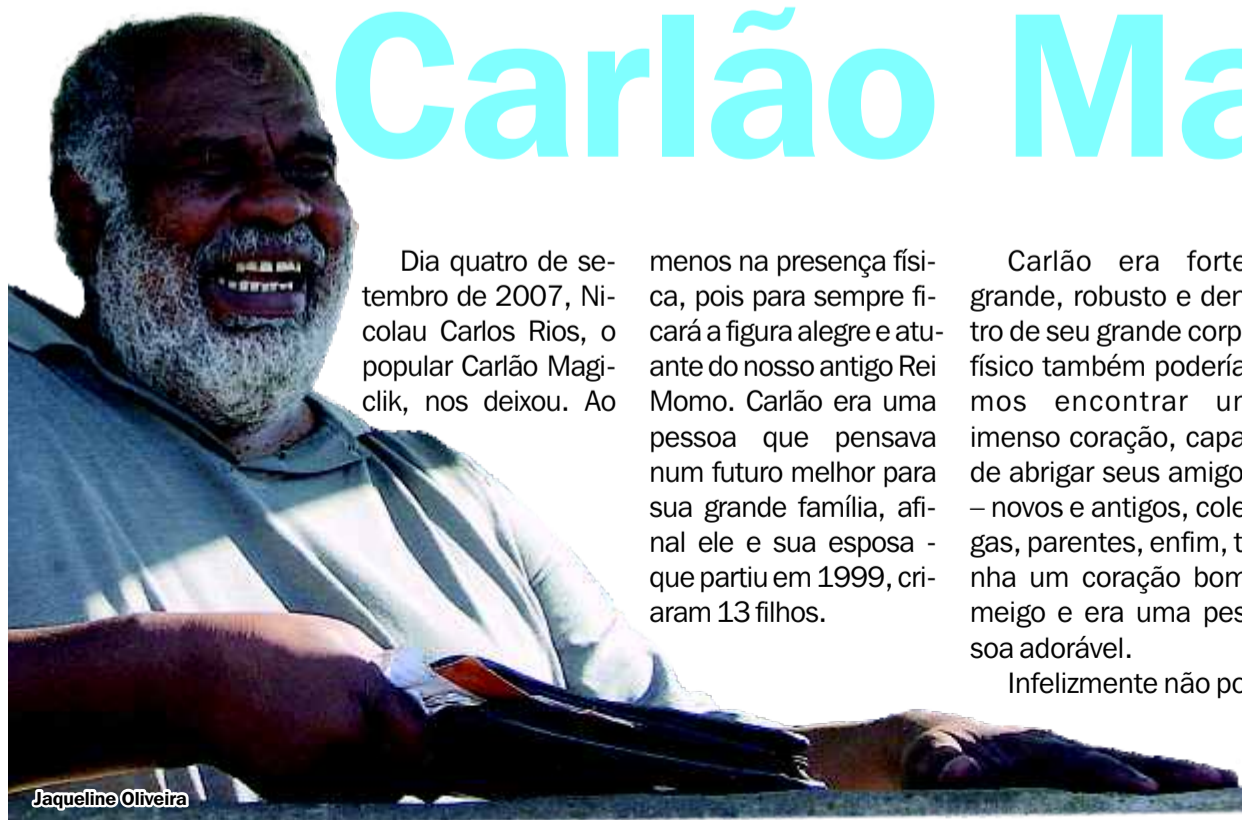 Carlão Ma
Dia quatro de se-
tembro de 2007, Ni-
colau Carlos Rios, o
popular Carlão Magi-
clik, nos deixou. Ao
menos na presença físi-
ca, pois para sempre fi-
cará a figura alegre e atu-
ante do nosso antigo Rei
Momo. Carlão era uma
pessoa que pensava
num futuro melhor para
sua grande família, afi-
nal ele e sua esposa -
que partiu em 1999, cri-
aram 13 filhos.
Carlão era forte
grande, robusto e den
tro de seu grande corp
físico também podería
mos encontrar um
imenso coração, capa
de abrigar seus amigo
– novos e antigos, cole
gas, parentes, enfim, t
nha um coração bom
meigo e era uma pes
soa adorável.
Infelizmente não po
Jaqueline Oliveira